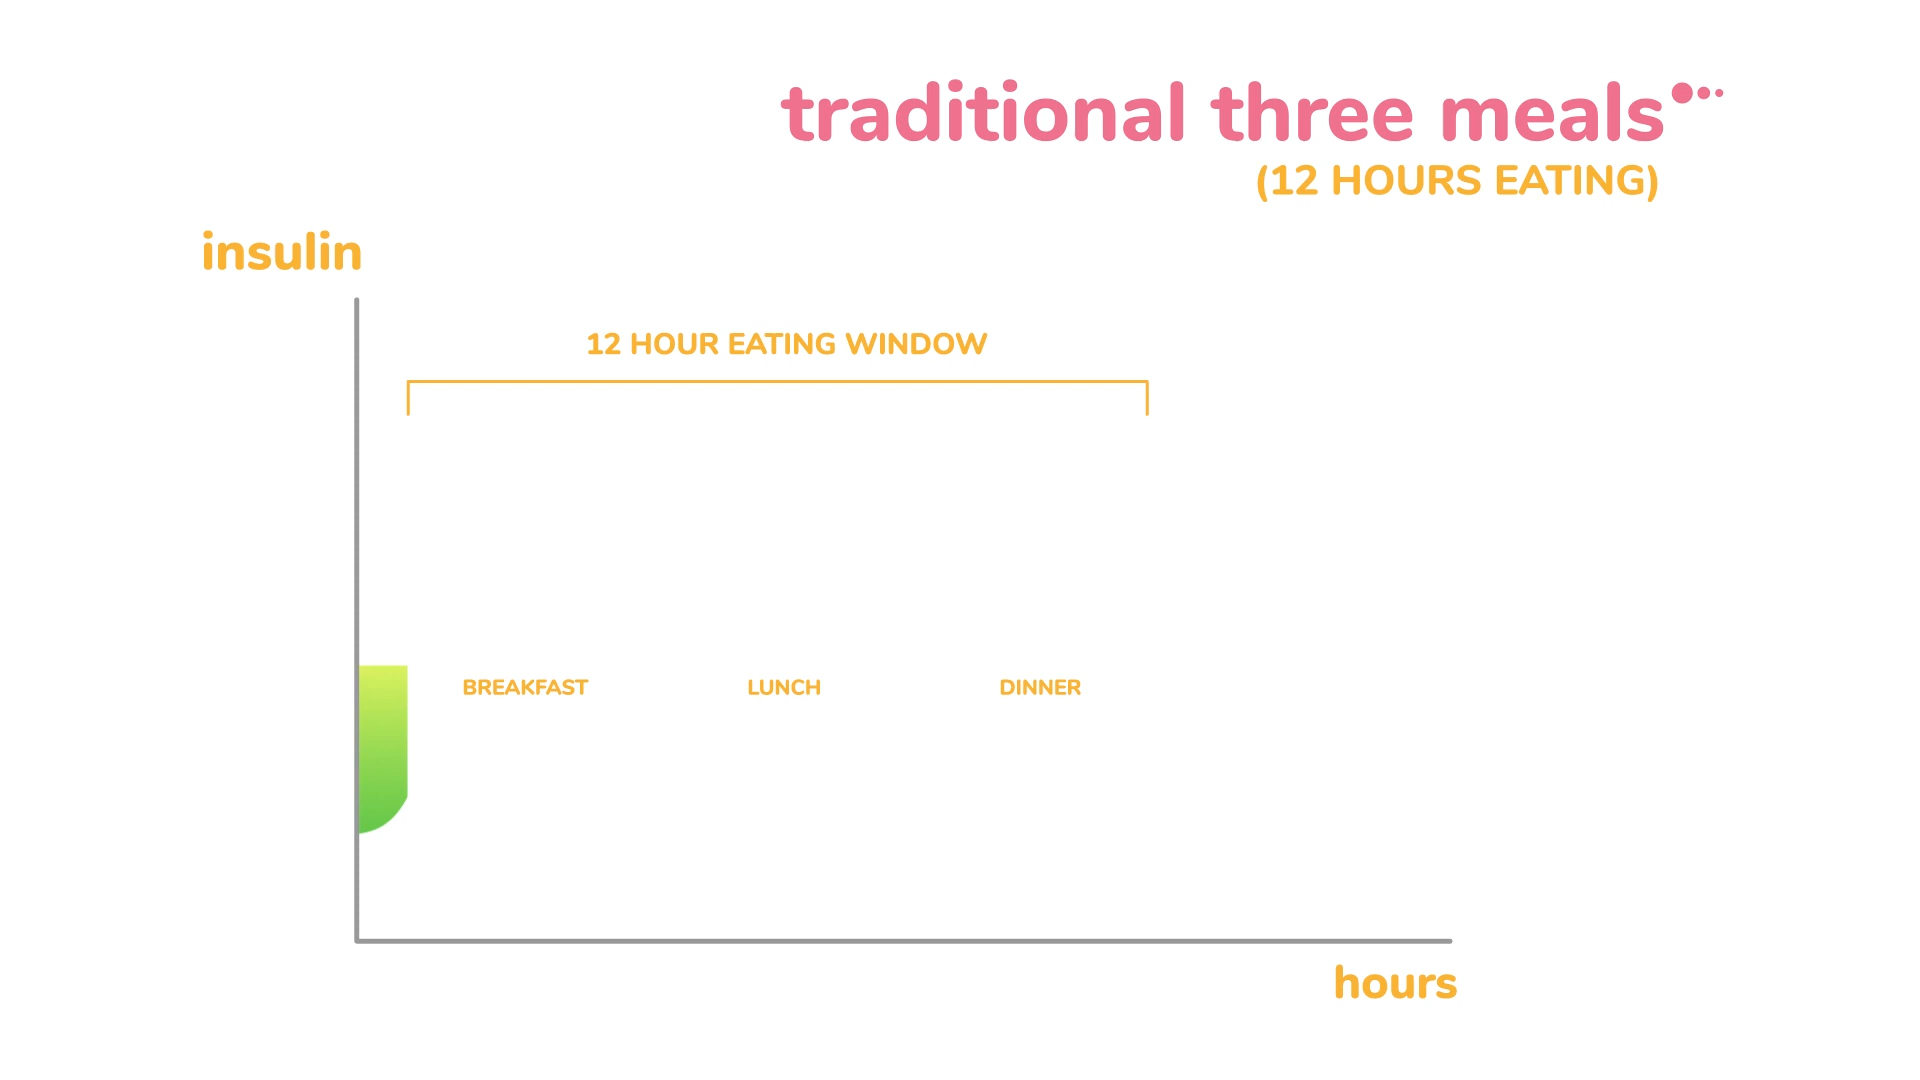 traditional three meals
(12 HOURS EATING)
insulin
12 HOUR EATING WINDOW
BREAKFAST LUNCH DINNER
hours